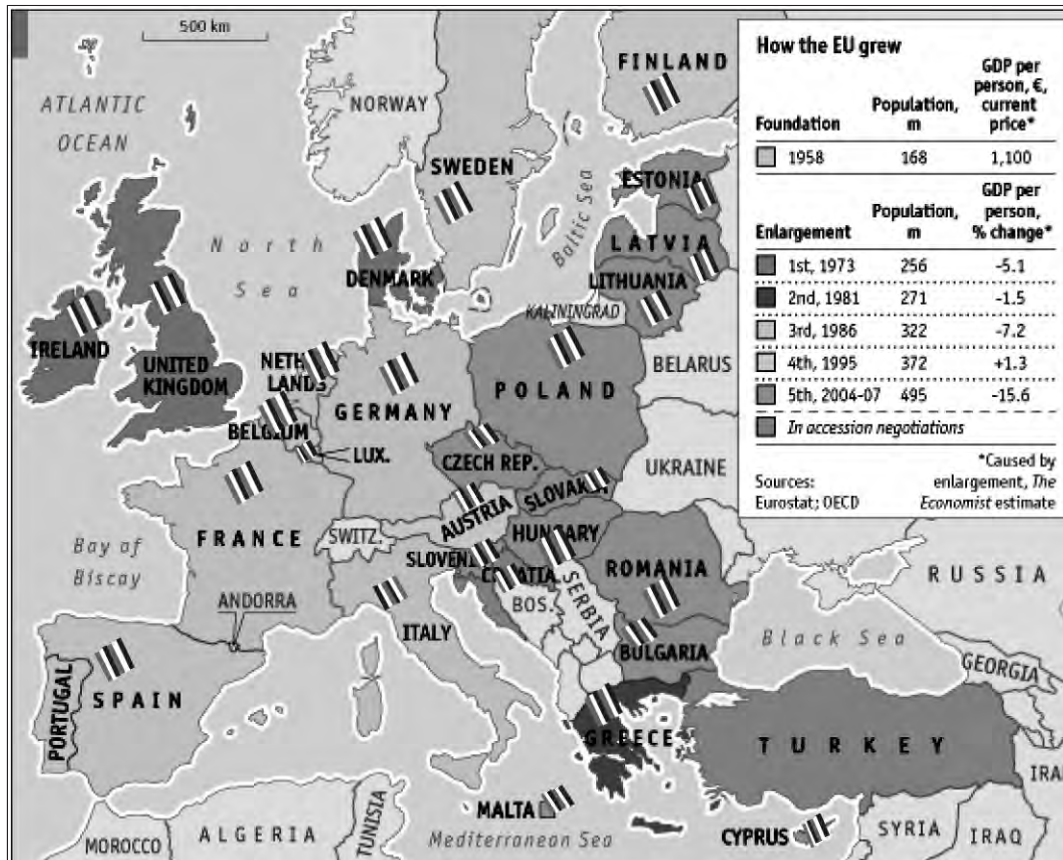 500 km
ATLANTIC
OCEAN
NORWAY
FINLAND
SWEDEN
ESTONIA
Baltic Sea
LATVIA
North
Sea
DENMARK
LITHUANIA
KALININGRAD
IRELAND
UNITED
KINGDOM
NETH
LANDS
BELARUS
POLAND
GERMANY
BELGIUM
LUX.
CZECH REP.
UKRAINE
SLOVAK
AUSTRIA
FRANCE
SWITZ.
HUNGARY
SLOVENI
CROATIA
ROMANIA
RUSSIA
Bay of
Biscay
BOS.
SERBIA
ANDORRA
ITALY
BULGARIA
Black Sea
GEORGIA
PORTUGAL
SPAIN
GREECE
TURKEY
IRA
MALTA
Mediterranean Sea
CYPRUS
SYRIA
IRAQ
MOROCCO
ALGERIA
TUNISIA
How the EU grew
Foundation Population, m GDP per person, €, current price*
1958 168 1,100
Enlargement Population, m GDP per person, % change*
1st, 1973 256 -5.1
2nd, 1981 271 -1.5
3rd, 1986 322 -7.2
4th, 1995 372 +1.3
5th, 2004-07 495 -15.6
In accession negotiations
*Caused by
enlargement, The
Economist estimate
Sources:
Eurostat; OECD